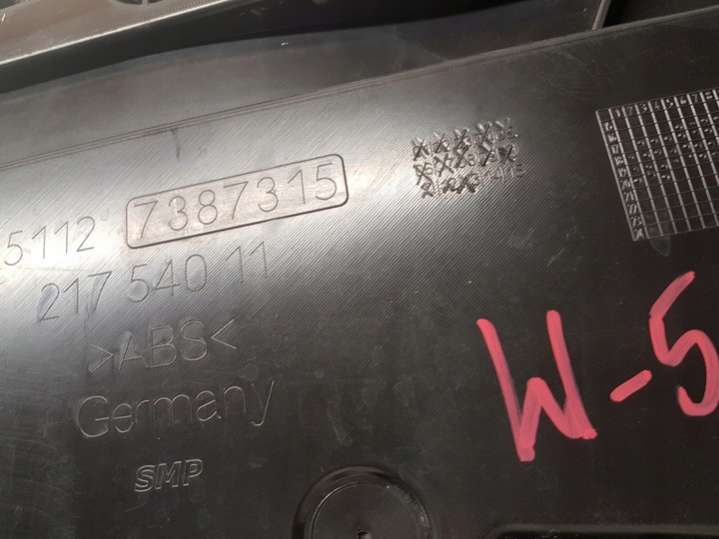 5112 7387315
217 540 11
>ABS<
Germany
SMP
W-5